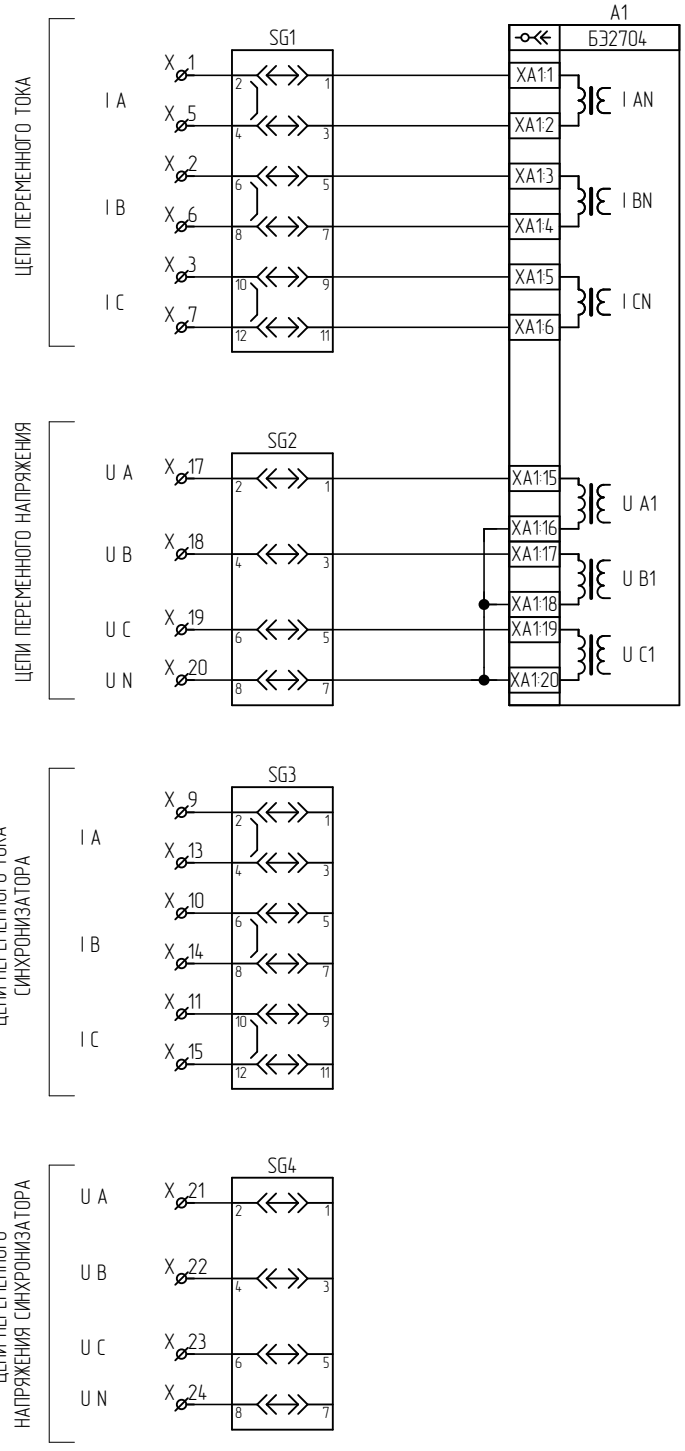 A1
БЭ2704
SG1
ЦЕПИ ПЕРЕМЕННОГО ТОКА
X 1
2
1
XA1:1
I A
I AN
X 5
4
3
XA1:2
X 2
6
5
XA1:3
I B
I BN
X 6
8
7
XA1:4
X 3
10
9
XA1:5
I C
I CN
X 7
12
11
XA1:6
ЦЕПИ ПЕРЕМЕННОГО НАПРЯЖЕНИЯ
SG2
U A
X 17
2
1
XA1:15
U A1
XA1:16
U B
X 18
4
3
XA1:17
U B1
XA1:18
U C
X 19
6
5
XA1:19
U C1
U N
X 20
8
7
XA1:20
ПЕРЕМЕННОГО ТОКА
СИНХРОНИЗАТОРА
SG3
X 9
2
1
I A
X 13
4
3
X 10
6
5
I B
X 14
8
7
X 11
10
9
I C
X 15
12
11
ПЕРЕМЕННОГО
НАПРЯЖЕНИЯ СИНХРОНИЗАТОРА
SG4
U A
X 21
2
1
U B
X 22
4
3
U C
X 23
6
5
U N
X 24
8
7